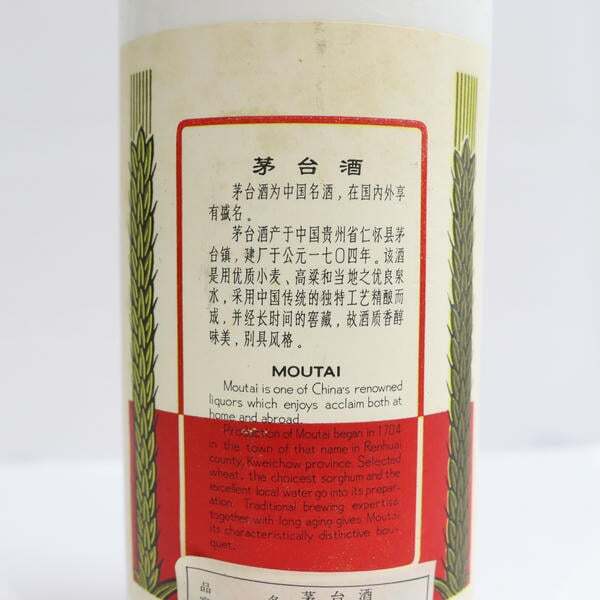 茅台酒
茅台酒为中国名酒，在国内外享
有盛名。
茅台酒产于中国贵州省仁怀县茅
台镇，建厂于公元一七〇四年。该酒
是用优质小麦、高粱和当地之优良泉
水，采用中国传统的独特工艺精酿而
成，并经长时间的窖藏，故酒质香醇
味美，别具风格。
MOUTAI
Moutai is one of China's renowned
liquors which enjoys acclaim both at
home and abroad.
Production of Moutai began in 1704
in the town of that name in Renhuai
county, Kweichow province. Selected
wheat, the choicest sorghum and the
excellent local water go into its prepar-
ation. Traditional brewing expertise
together with long aging gives Moutai
its characteristically distinctive bou-
quet.
品 名 茅台酒